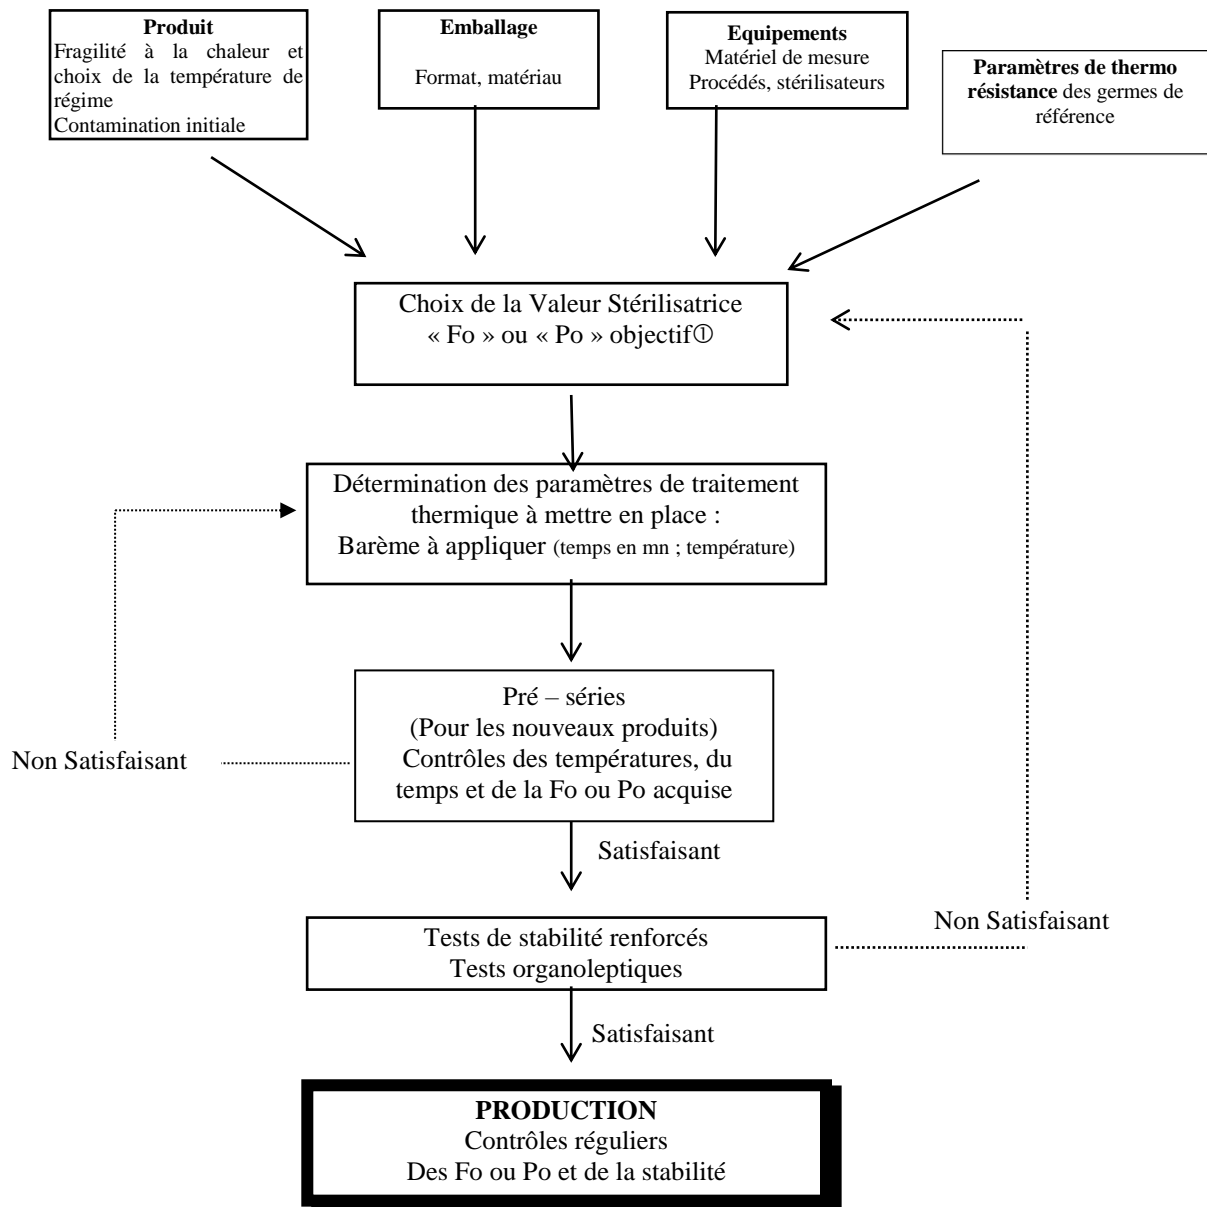 Produit
Fragilité à la chaleur et
choix de la température de
régime
Contamination initiale
Emballage
Format, matériau
Equipements
Matériel de mesure
Procédés, stérilisateurs
Paramètres de thermo
résistance des germes de
référence
Choix de la Valeur Stérilisatrice
« Fo » ou « Po » objectif①
Détermination des paramètres de traitement
thermique à mettre en place :
Barème à appliquer (temps en mn ; température)
Pré – séries
(Pour les nouveaux produits)
Contrôles des températures, du
temps et de la Fo ou Po acquise
Non Satisfaisant
Satisfaisant
Tests de stabilité renforcés
Tests organoleptiques
Non Satisfaisant
Satisfaisant
PRODUCTION
Contrôles réguliers
Des Fo ou Po et de la stabilité